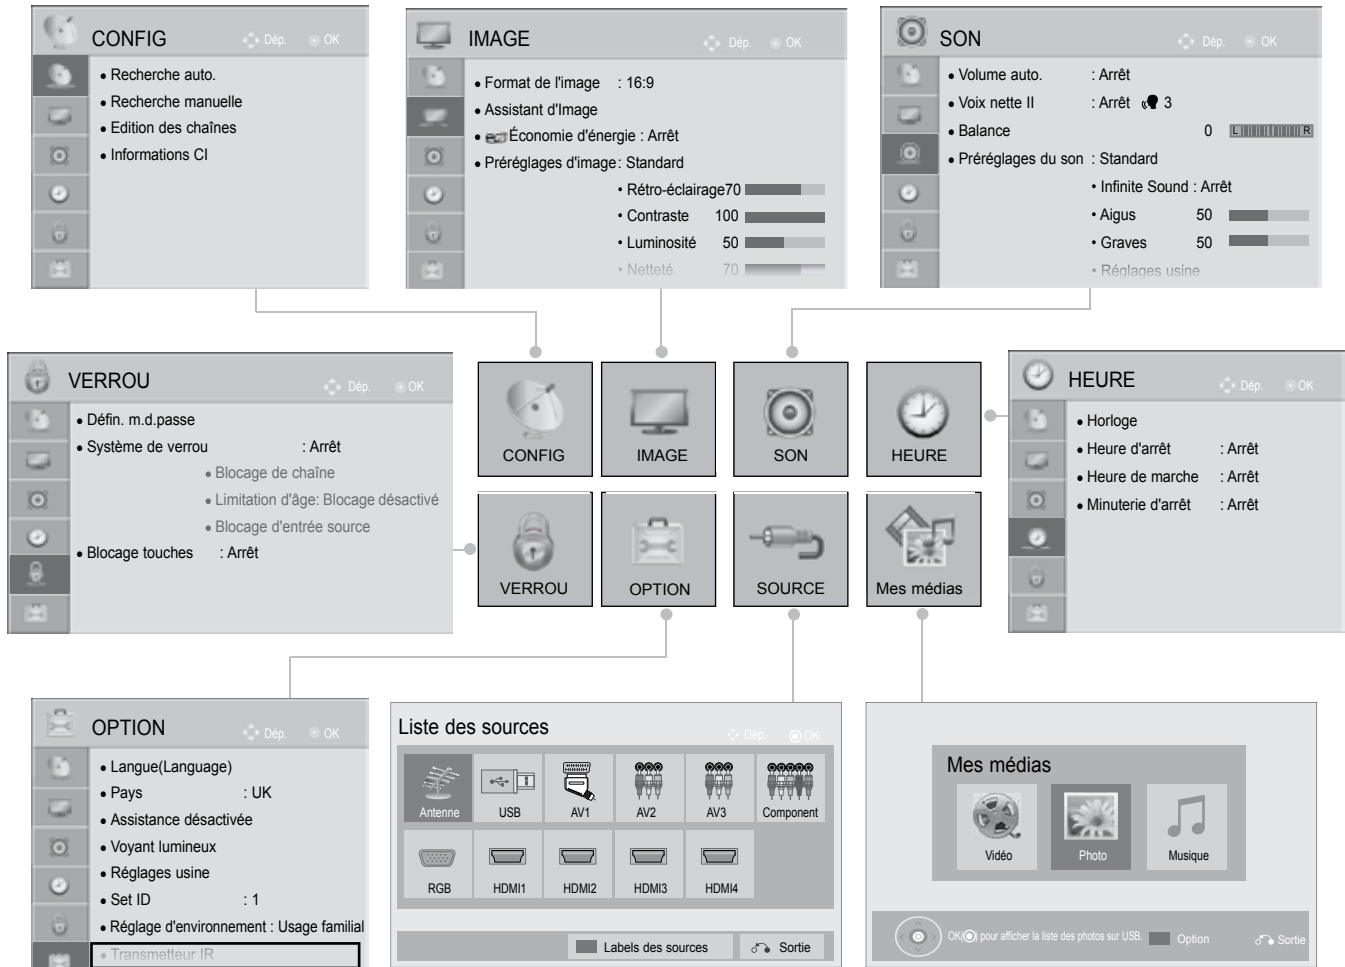 CONFIG
Dép. OK
• Recherche auto.
• Recherche manuelle
• Edition des chaînes
• Informations CI
IMAGE
Dép. OK
• Format de l'image : 16:9
• Assistant d'Image
• Économie d'énergie : Arrêt
• Préréglages d'image : Standard
• Rétro-éclairage70
• Contraste 100
• Luminosité 50
• Netteté 70
SON
Dép. OK
• Volume auto. : Arrêt
• Voix nette II : Arrêt 3
• Balance 0 L R
• Préréglages du son : Standard
• Infinite Sound : Arrêt
• Aigus 50
• Graves 50
• Réglages usine
VERROU
Dép. OK
• Défin. m.d.passe
• Système de verrou : Arrêt
• Blocage de chaîne
• Limitation d'âge: Blocage désactivé
• Blocage d'entrée source
• Blocage touches : Arrêt
CONFIG
IMAGE
SON
HEURE
VERROU
OPTION
SOURCE
Mes médias
HEURE
Dép. OK
• Horloge
• Heure d'arrêt : Arrêt
• Heure de marche : Arrêt
• Minuterie d'arrêt : Arrêt
OPTION
Dép. OK
• Langue(Language)
• Pays : UK
• Assistance désactivée
• Voyant lumineux
• Réglages usine
• Set ID : 1
• Réglage d'environnement : Usage familial
• Transmetteur IR
Liste des sources
Dép. OK
Antenne
USB
AV1
AV2
AV3
Component
RGB
HDMI1
HDMI2
HDMI3
HDMI4
Labels des sources
Sortie
Mes médias
Vidéo
Photo
Musique
OK( ) pour afficher la liste des photos sur USB.
Option
Sortie